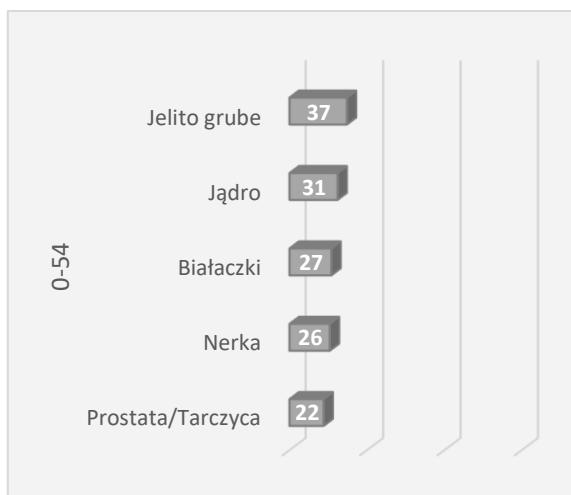 Jelito grube 37
Jądro 31
Białaczki 27
Nerka 26
Prostata/Tarczyca 22
0-54